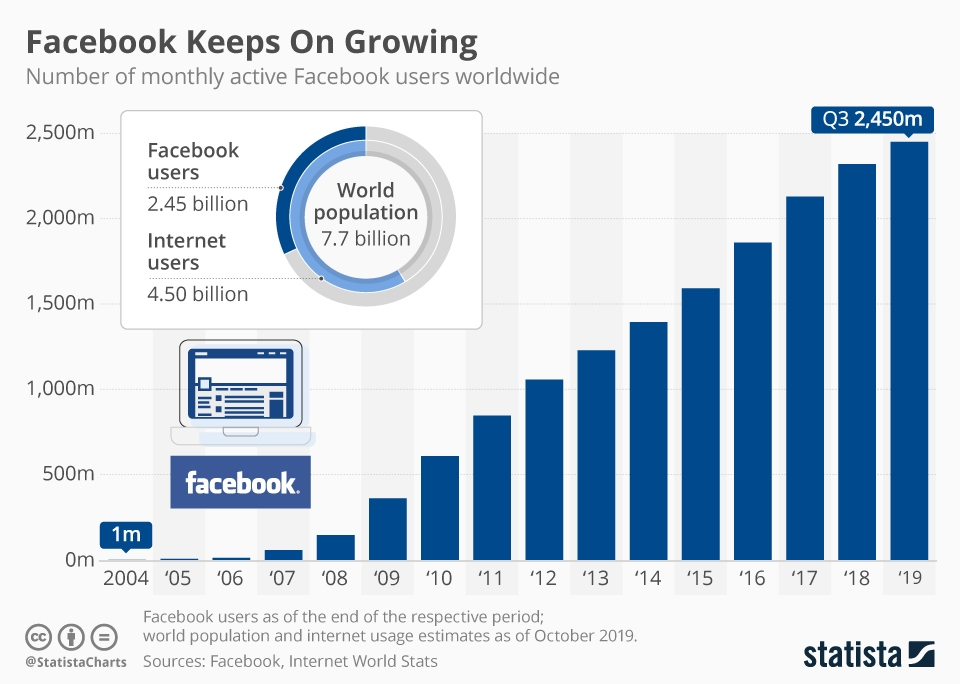 Facebook Keeps On Growing
Number of monthly active Facebook users worldwide
Q3 2,450m
2,500m
2,000m
1,500m
1,000m
500m
0m
Facebook
users
2.45 billion
Internet
users
4.50 billion
World
population
7.7 billion
facebook.
1m
2004 ‘05 ‘06 ‘07 ‘08 ‘09 ‘10 ‘11 ‘12 ‘13 ‘14 ‘15 ‘16 ‘17 ‘18 ‘19
Facebook users as of the end of the respective period;
world population and internet usage estimates as of October 2019.
cc
@StatistaCharts
Sources: Facebook, Internet World Stats
statista